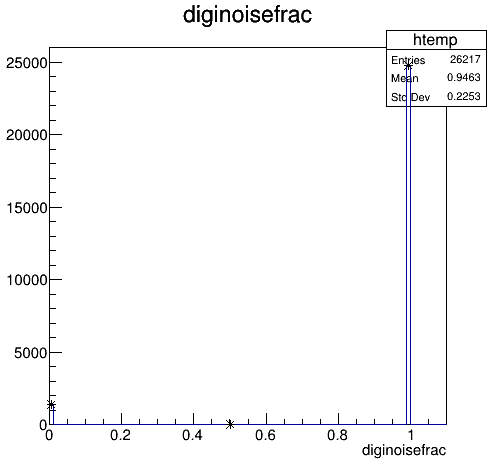 diginoisefrac
htemp
Entries 26217
Mean 0.9463
Std Dev 0.2253
25000
20000
15000
10000
5000
0
0 0.2 0.4 0.6 0.8 1
diginoisefrac